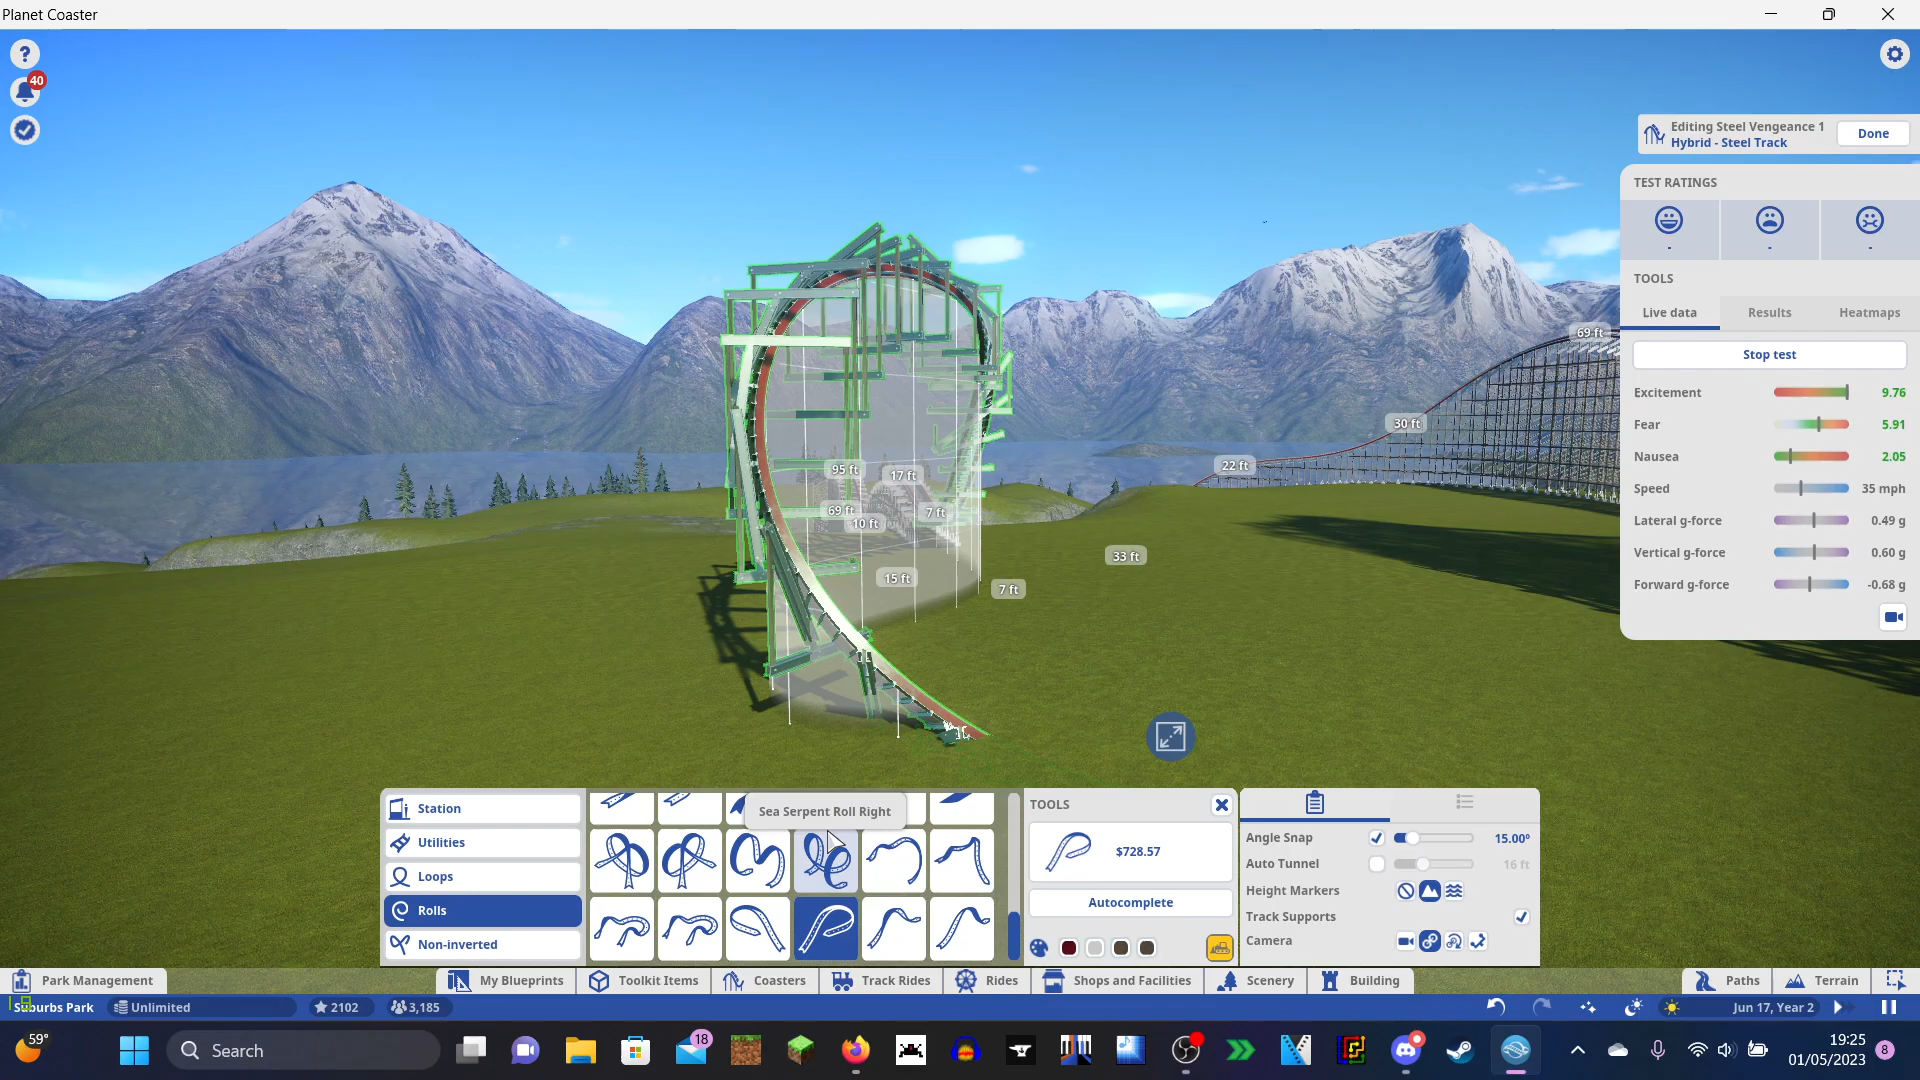 Planet Coaster
?
40
Editing Steel Vengeance 1
Hybrid - Steel Track
Done
TEST RATINGS
- - -
TOOLS
Live data Results Heatmaps
Stop test
Excitement 9.76
Fear 5.91
Nausea 2.05
Speed 35 mph
Lateral g-force 0.49 g
Vertical g-force 0.60 g
Forward g-force -0.68 g
69 ft
30 ft
22 ft
95 ft
17 ft
69 ft
10 ft
7 ft
33 ft
15 ft
7 ft
Station
Utilities
Loops
Rolls
Non-inverted
Sea Serpent Roll Right
TOOLS
$728.57
Autocomplete
Angle Snap 15.00°
Auto Tunnel 16 ft
Height Markers
Track Supports
Camera
Park Management
My Blueprints
Toolkit Items
Coasters
Track Rides
Rides
Shops and Facilities
Scenery
Building
Paths
Terrain
Suburbs Park Unlimited 2102 3,185
Jun 17, Year 2
59°
Search
18
19:25
01/05/2023
8